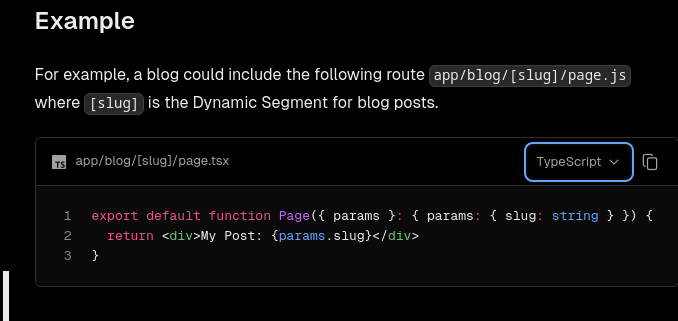 Example
For example, a blog could include the following route app/blog/[slug]/page.js
where [slug] is the Dynamic Segment for blog posts.
TS app/blog/[slug]/page.tsx TypeScript
1 export default function Page({ params }: { params: { slug: string } }) {
2   return <div>My Post: {params.slug}</div>
3 }